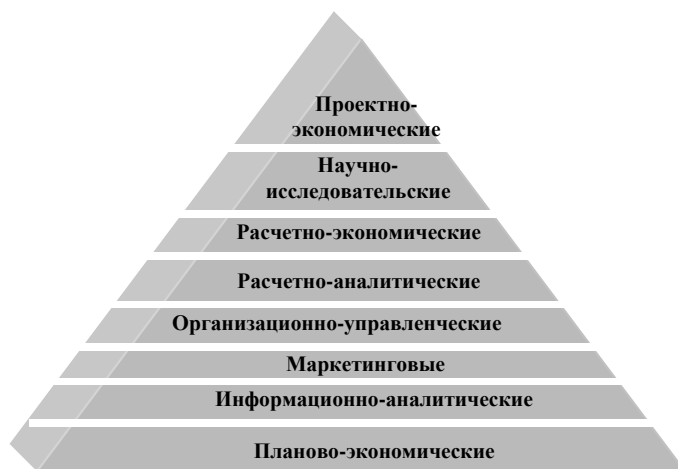 Проектно-
экономические
Научно-
исследовательские
Расчетно-экономические
Расчетно-аналитические
Организационно-управленческие
Маркетинговые
Информационно-аналитические
Планово-экономические